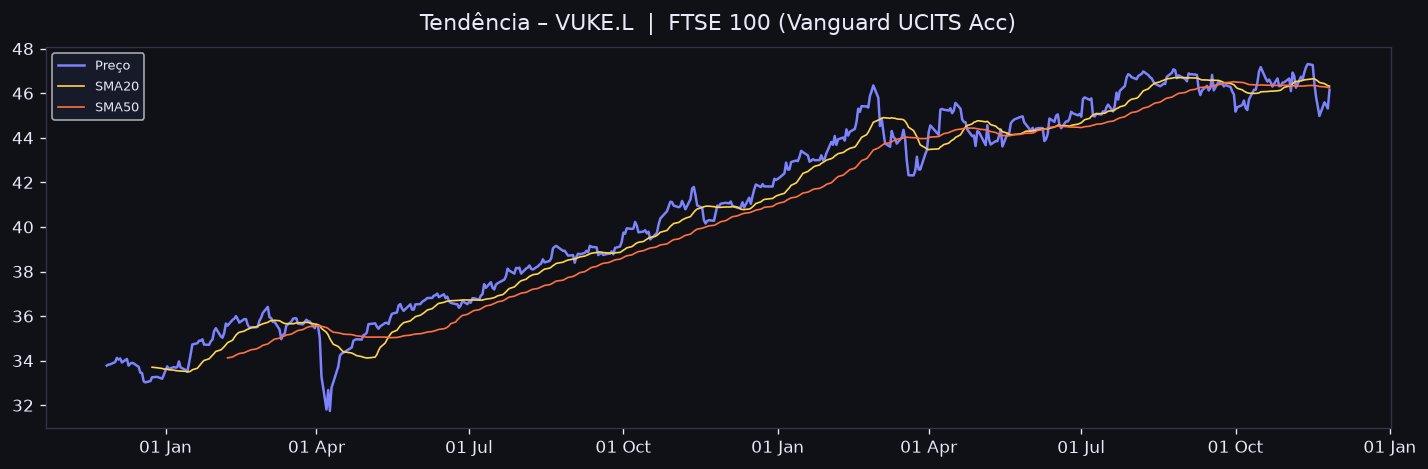 Tendência – VUKE.L | FTSE 100 (Vanguard UCITS Acc)
Preço
SMA20
SMA50
48
46
44
42
40
38
36
34
32
01 Jan
01 Apr
01 Jul
01 Oct
01 Jan
01 Apr
01 Jul
01 Oct
01 Jan